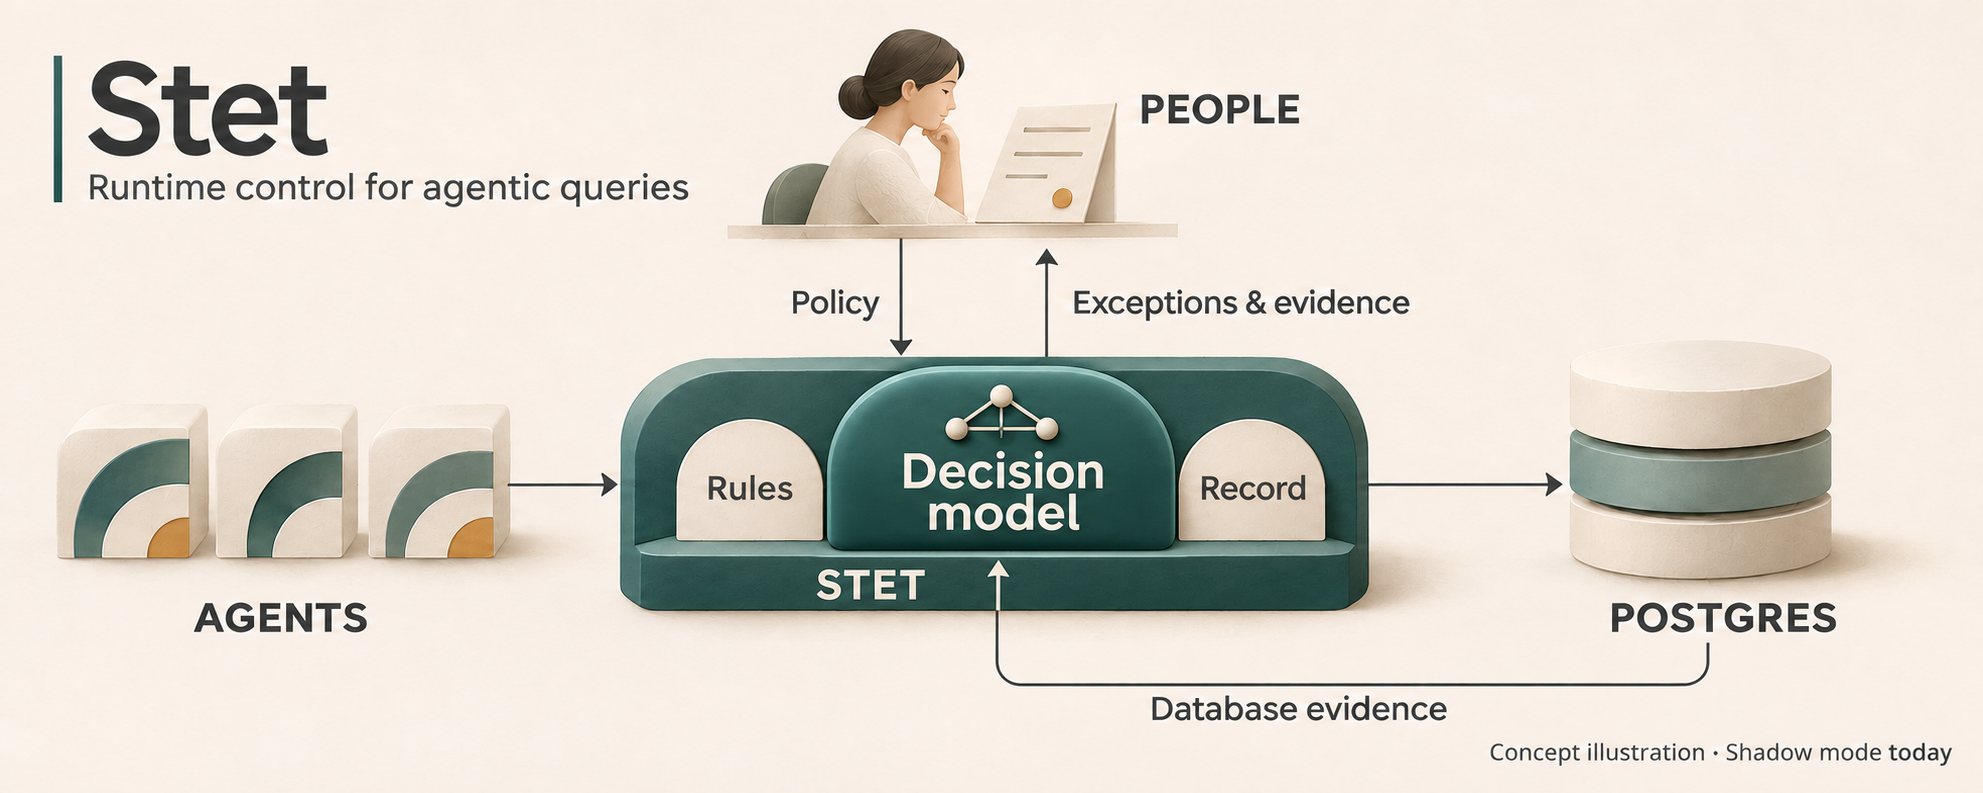 Stet
Runtime control for agentic queries
PEOPLE
Policy
Exceptions & evidence
Rules
Decision
model
Record
STET
AGENTS
POSTGRES
Database evidence
Concept illustration · Shadow mode today